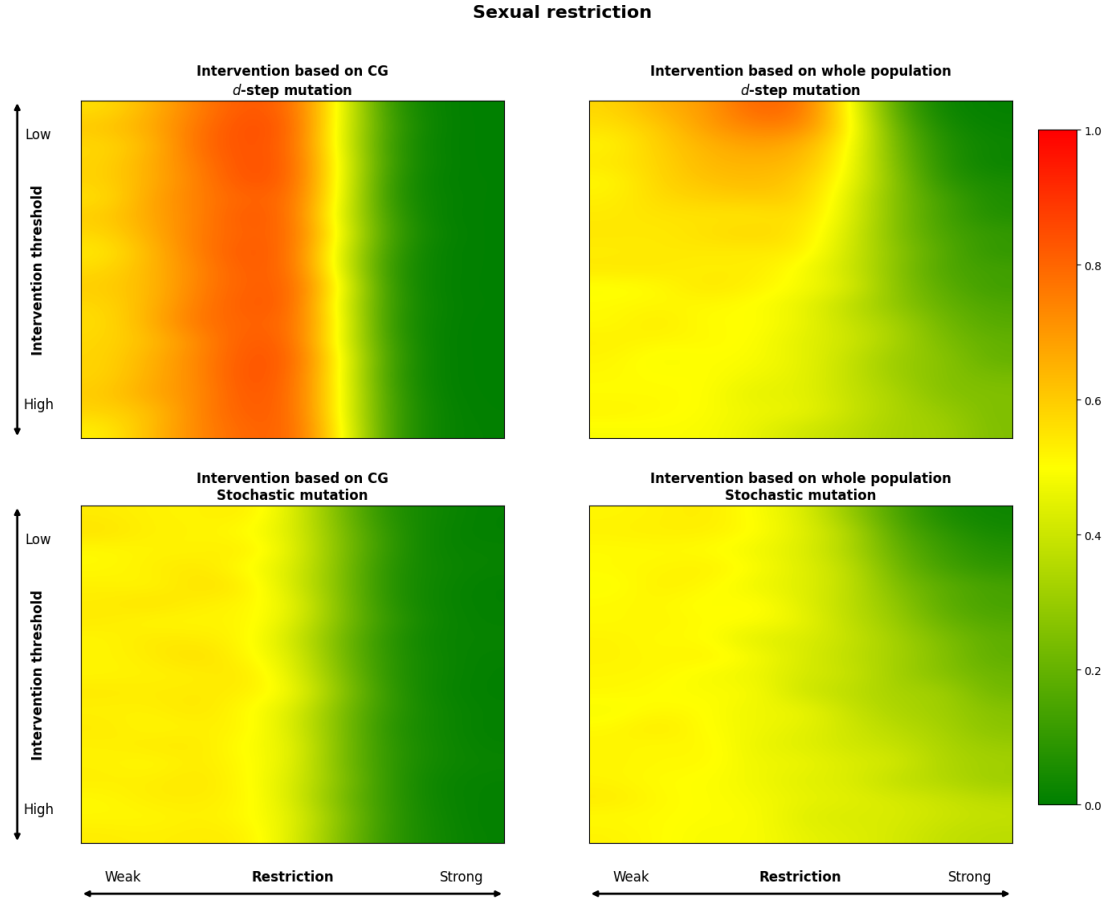 Sexual restriction
Intervention based on CG
d-step mutation
Intervention based on whole population
d-step mutation
Low
Intervention threshold
High
1.0
0.8
0.6
0.4
0.2
0.0
Intervention based on CG
Stochastic mutation
Intervention based on whole population
Stochastic mutation
Low
Intervention threshold
High
Weak Restriction Strong
Weak Restriction Strong